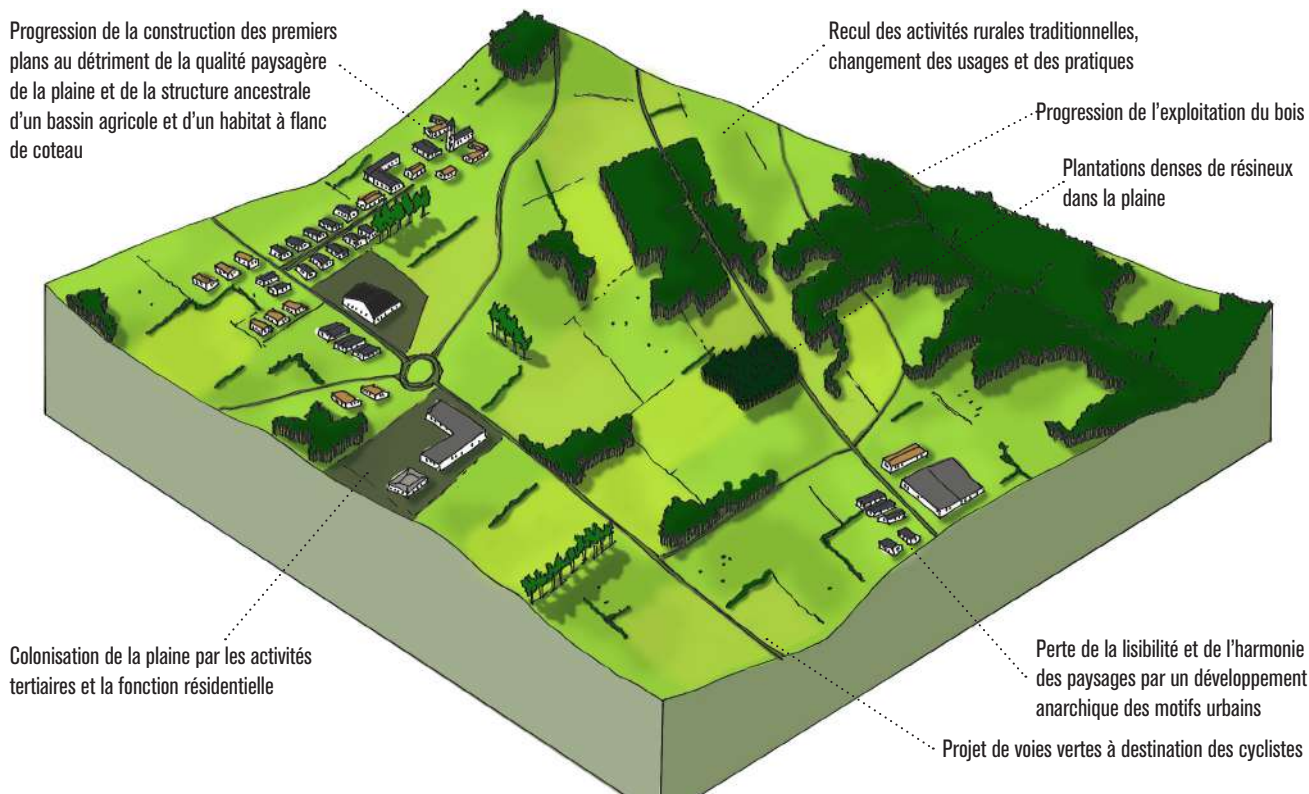 Progression de la construction des premiers
plans au détriment de la qualité paysagère
de la plaine et de la structure ancestrale
d'un bassin agricole et d'un habitat à flanc
de coteau
Recul des activités rurales traditionnelles,
changement des usages et des pratiques
Progression de l'exploitation du bois
Plantations denses de résineux
dans la plaine
Colonisation de la plaine par les activités
tertiaires et la fonction résidentielle
Perte de la lisibilité et de l'harmonie
des paysages par un développement
anarchique des motifs urbains
Projet de voies vertes à destination des cyclistes